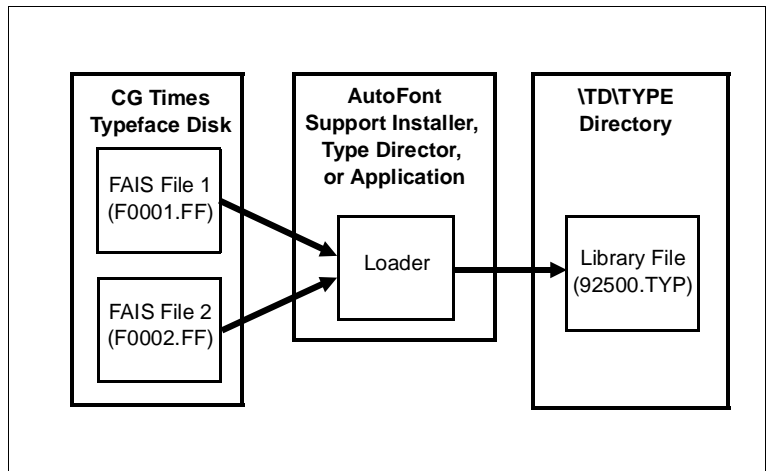 CG Times
Typeface Disk
FAIS File 1
(F0001.FF)
FAIS File 2
(F0002.FF)
AutoFont
Support Installer,
Type Director,
or Application
Loader
\TD\TYPE
Directory
Library File
(92500.TYP)